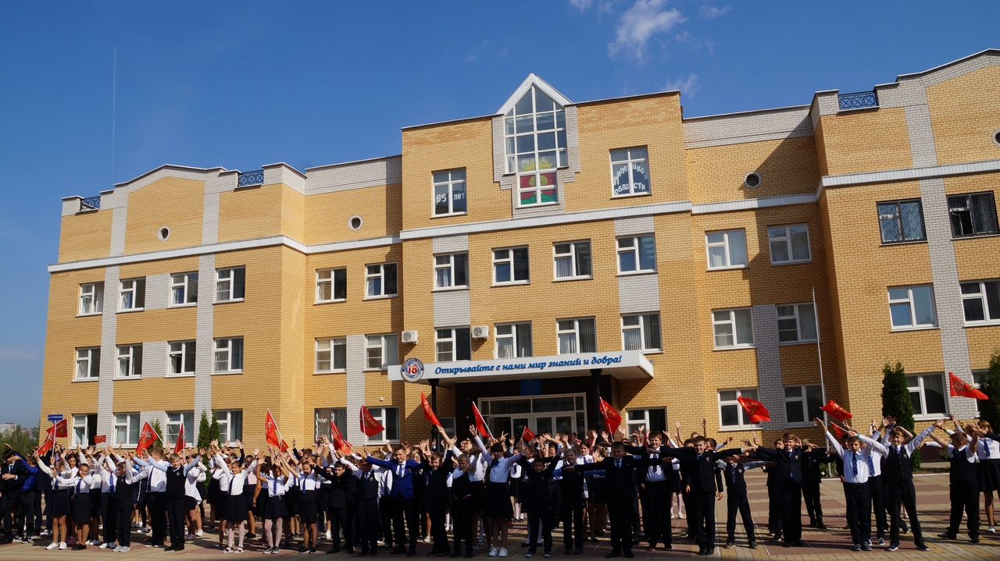 65 лет
Липецкой
области
18
Открывайте с нами мир знаний и добра!